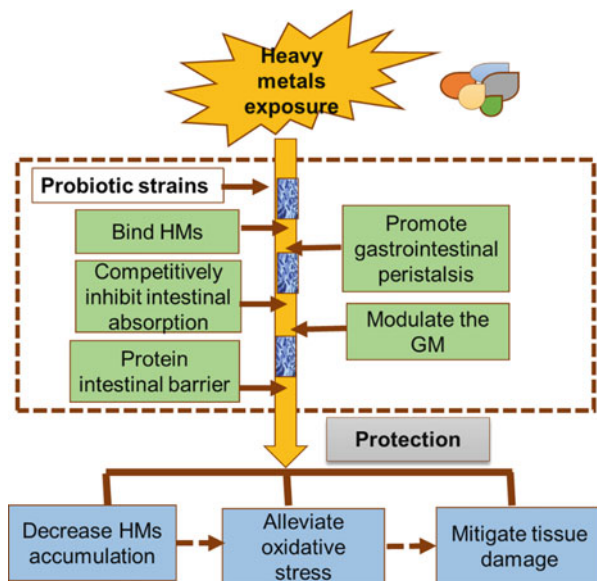 Heavy
metals
exposure
Probiotic strains
Bind HMs
Promote
gastrointestinal
peristalsis
Competitively
inhibit intestinal
absorption
Modulate the
GM
Protein
intestinal barrier
Protection
Decrease HMs
accumulation
Alleviate
oxidative
stress
Mitigate tissue
damage